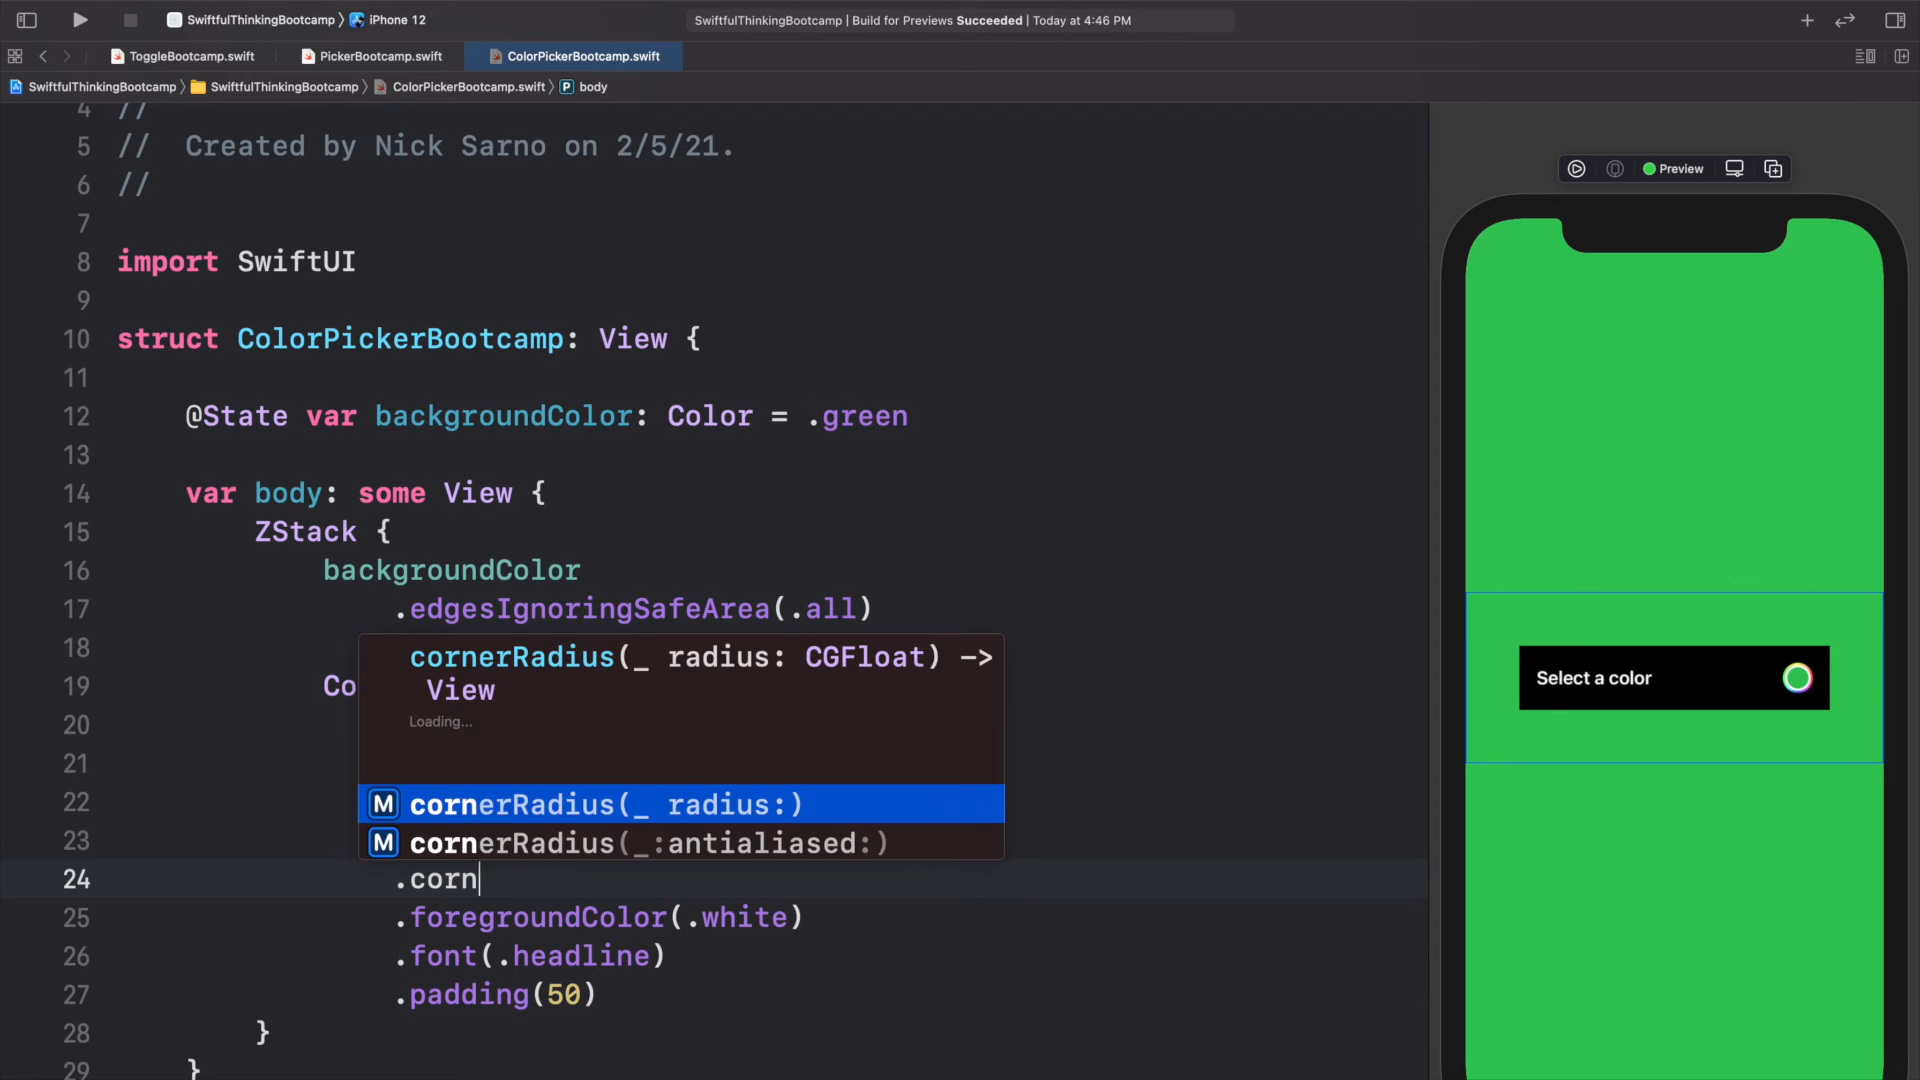 SwiftfulThinkingBootcamp 〉 iPhone 12
SwiftfulThinkingBootcamp | Build for Previews Succeeded | Today at 4:46 PM
ToggleBootcamp.swift
PickerBootcamp.swift
ColorPickerBootcamp.swift
SwiftfulThinkingBootcamp 〉 SwiftfulThinkingBootcamp 〉 ColorPickerBootcamp.swift 〉 P body
4 //
5 //  Created by Nick Sarno on 2/5/21.
6 //
7
8 import SwiftUI
9
10 struct ColorPickerBootcamp: View {
11
12 @State var backgroundColor: Color = .green
13
14 var body: some View {
15 ZStack {
16 backgroundColor
17 .edgesIgnoringSafeArea(.all)
18
19 Co
20
21
22
23
cornerRadius(_ radius: CGFloat) ->
View
Loading...
M cornerRadius(_ radius:)
M cornerRadius(_:antialiased:)
24 .corn
25 .foregroundColor(.white)
26 .font(.headline)
27 .padding(50)
28 }
29 }
Preview
Select a color